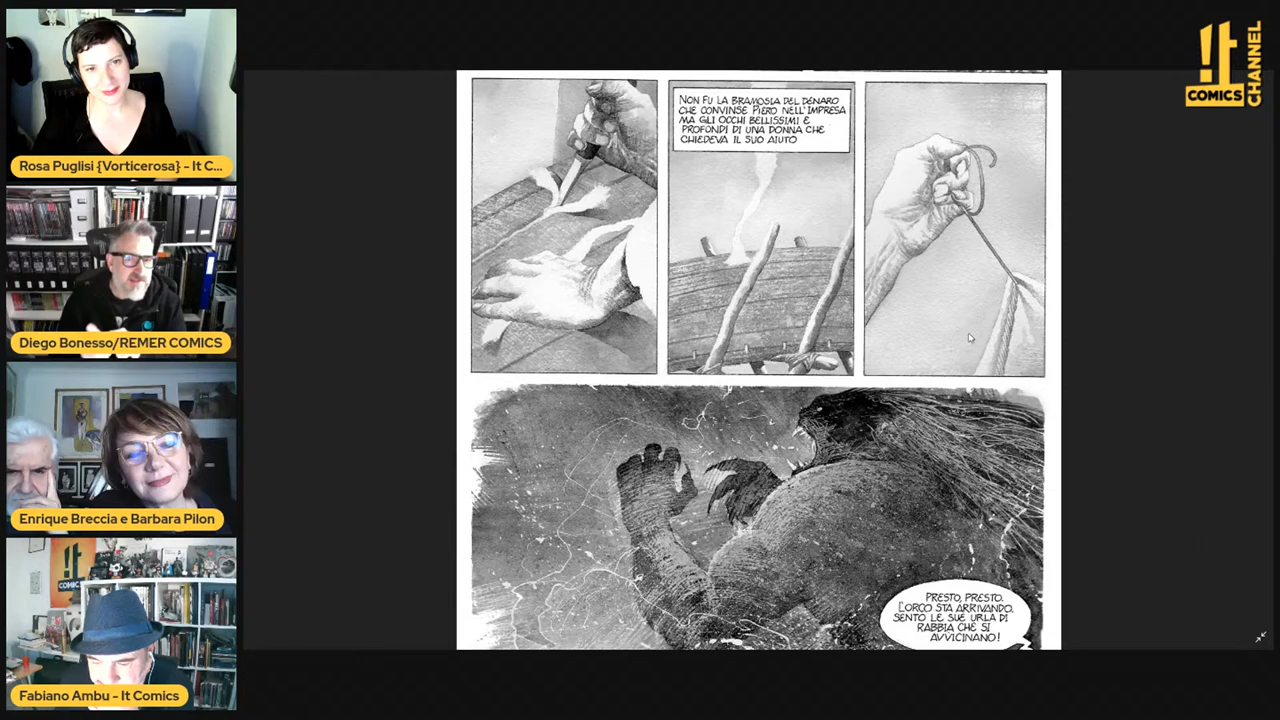 Rosa Puglisi {Vorticerosa} - It C...
Diego Bonesso/REMER COMICS
Enrique Breccia e Barbara Pilon
Fabiano Ambu - It Comics
It
COMICS
!t
COMICS
CHANNEL
NON FU LA BRAMOSIA DEL DENARO
CHE CONVINSE PIERO NELL'IMPRESA
MA GLI OCCHI BELLISSIMI E
PROFONDI DI UNA DONNA CHE
CHIEDEVA IL SUO AIUTO
PRESTO, PRESTO.
L'ORCO STA ARRIVANDO.
SENTO LE SUE URLA DI
RABBIA CHE SI
AVVICINANO!